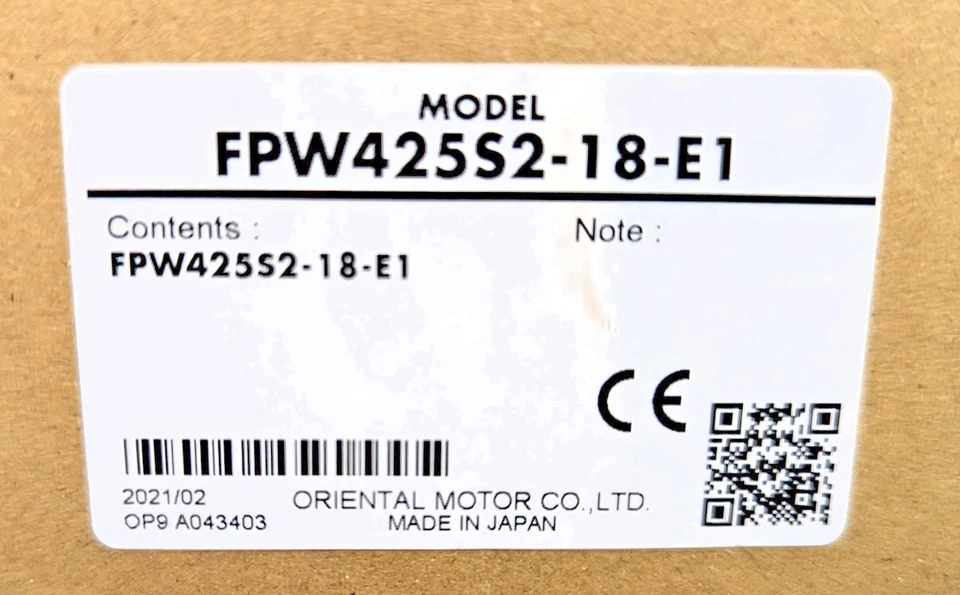 MODEL
FPW425S2-18-E1
Contents :
Note :
FPW425S2-18-E1
CE
2021/02
ORIENTAL MOTOR CO.,LTD.
OP9 A043403
MADE IN JAPAN